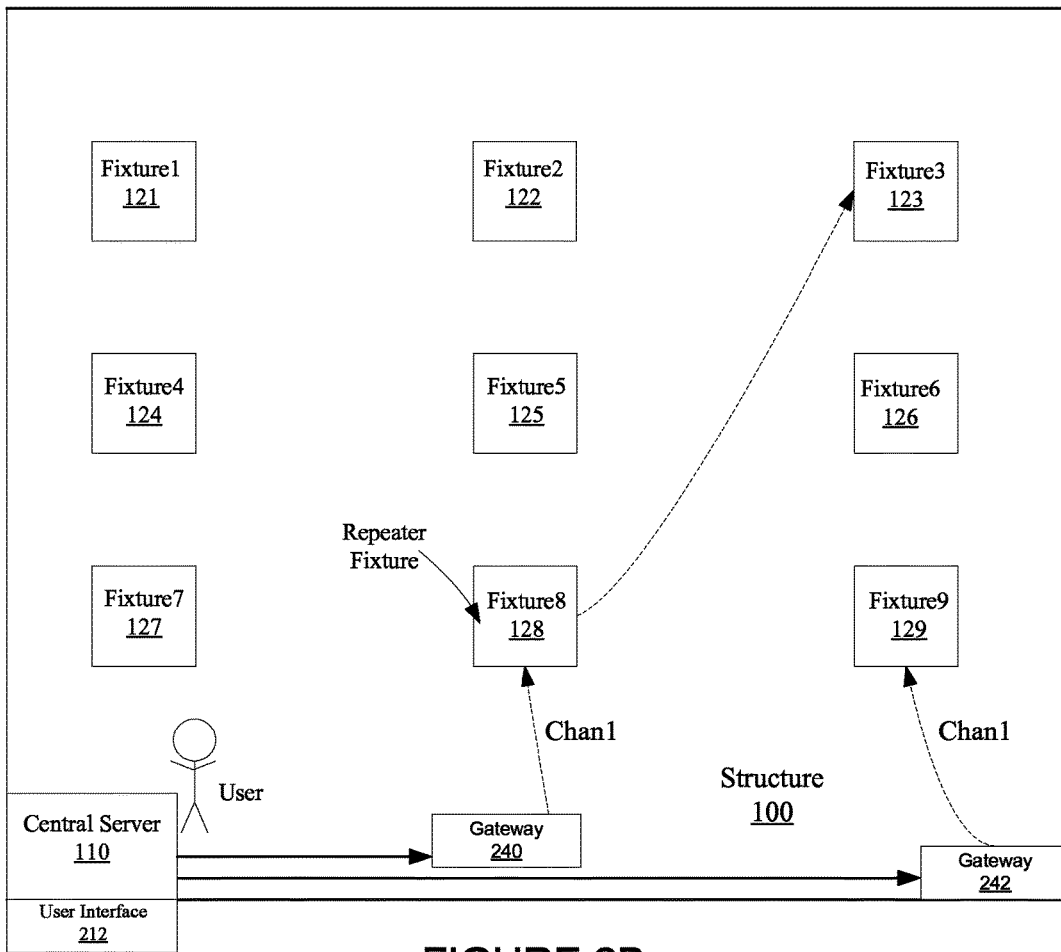 Fixture1
121
Fixture2
122
Fixture3
123
Fixture4
124
Fixture5
125
Fixture6
126
Repeater
Fixture
Fixture7
127
Fixture8
128
Fixture9
129
Chan1
Chan1
User
Structure
100
Central Server
110
Gateway
240
Gateway
242
User Interface
212